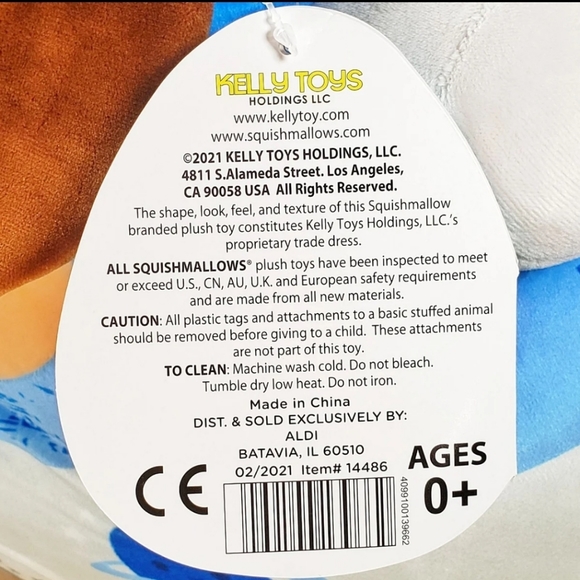 KELLY TOYS
HOLDINGS LLC
www.kellytoy.com
www.squishmallows.com
©2021 KELLY TOYS HOLDINGS, LLC.
4811 S.Alameda Street. Los Angeles,
CA 90058 USA All Rights Reserved.
The shape, look, feel, and texture of this Squishmallow
branded plush toy constitutes Kelly Toys Holdings, LLC.'s
proprietary trade dress.
ALL SQUISHMALLOWS® plush toys have been inspected to meet
or exceed U.S., CN, AU, U.K. and European safety requirements
and are made from all new materials.
CAUTION: All plastic tags and attachments to a basic stuffed animal
should be removed before giving to a child. These attachments
are not part of this toy.
TO CLEAN: Machine wash cold. Do not bleach.
Tumble dry low heat. Do not iron.
Made in China
DIST. & SOLD EXCLUSIVELY BY:
ALDI
BATAVIA, IL 60510
02/2021 Item# 14486
CE
AGES
0+
4099100139662